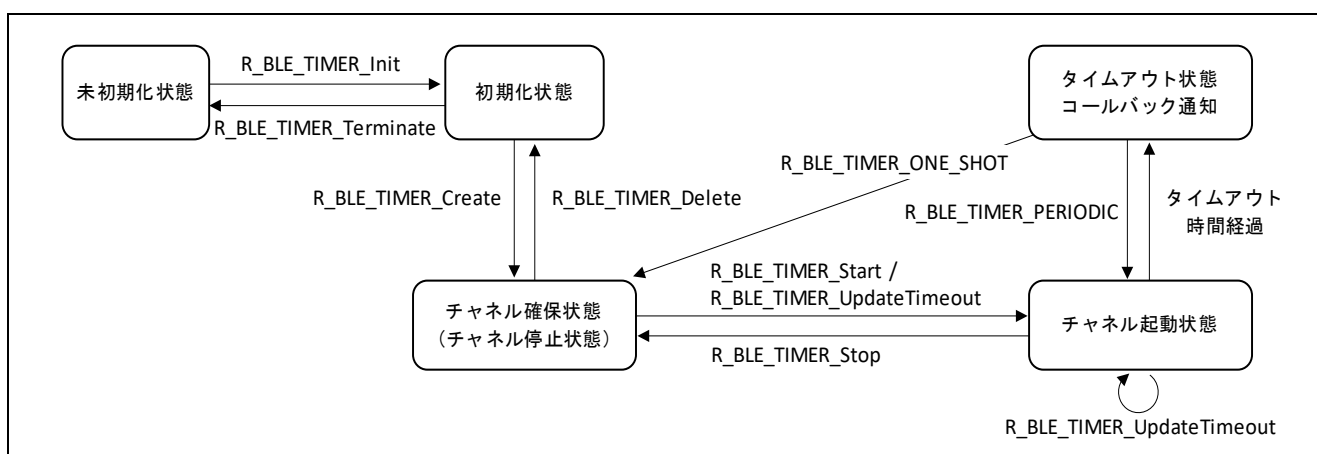 R_BLE_TIMER_Init
未初期化状態
初期化状態
R_BLE_TIMER_Terminate
タイムアウト状態
コールバック通知
R_BLE_TIMER_ONE_SHOT
R_BLE_TIMER_Create
R_BLE_TIMER_Delete
R_BLE_TIMER_PERIODIC
タイムアウト
時間経過
R_BLE_TIMER_Start /
R_BLE_TIMER_UpdateTimeout
チャネル確保状態
(チャネル停止状態)
チャネル起動状態
R_BLE_TIMER_Stop
R_BLE_TIMER_UpdateTimeout